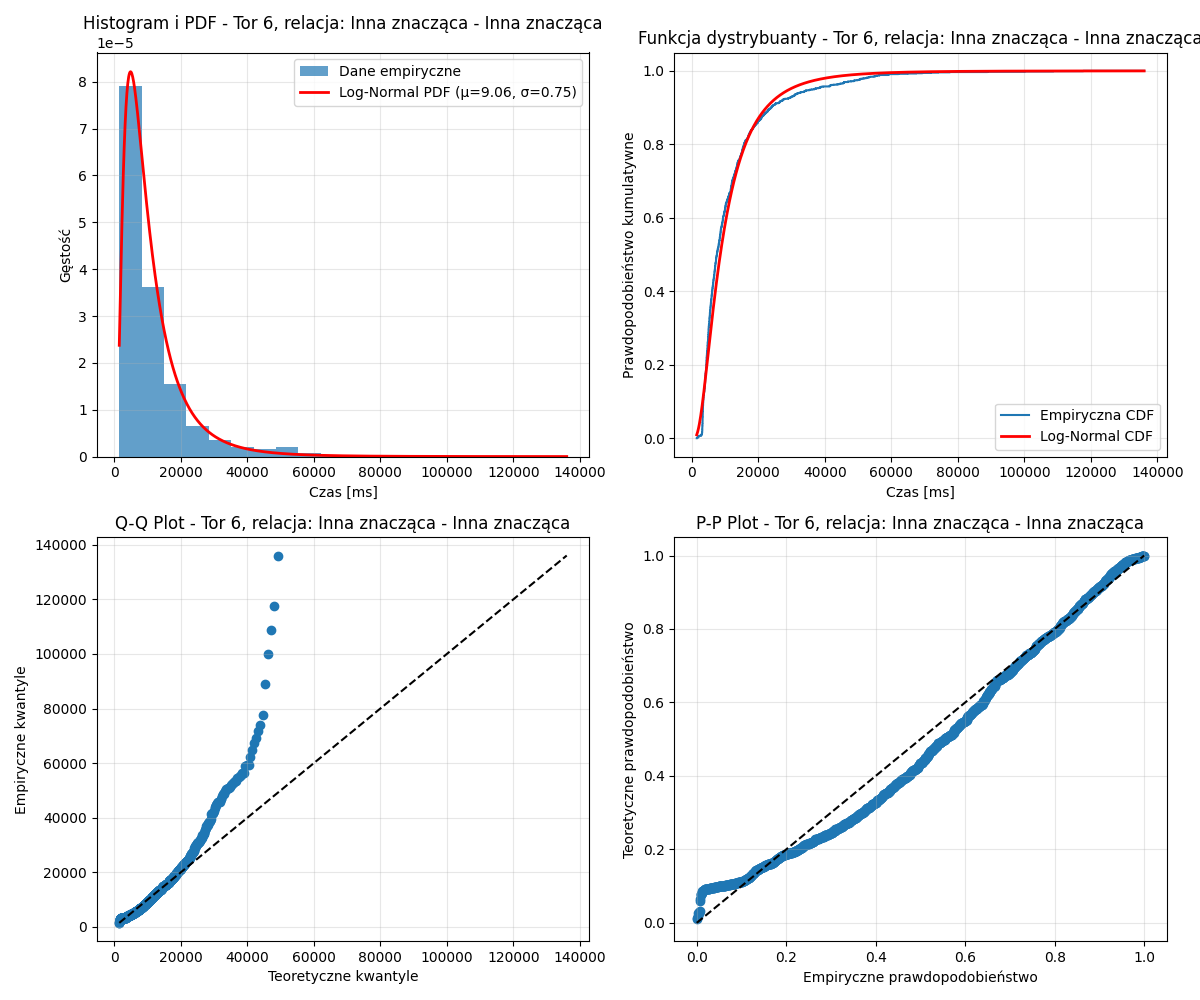 Histogram i PDF - Tor 6, relacja: Inna znacząca - Inna znacząca
1e−5
8
7
6
5
4
3
2
1
0
Gęstość
Dane empiryczne
Log-Normal PDF (μ=9.06, σ=0.75)
0 20000 40000 60000 80000 100000 120000 140000
Czas [ms]
Funkcja dystrybuanty - Tor 6, relacja: Inna znacząca - Inna znacząca
1.0
0.8
0.6
0.4
0.2
0.0
Prawdopodobieństwo kumulatywne
Empiryczna CDF
Log-Normal CDF
0 20000 40000 60000 80000 100000 120000 140000
Czas [ms]
Q-Q Plot - Tor 6, relacja: Inna znacząca - Inna znacząca
140000
120000
100000
80000
60000
40000
20000
0
Empiryczne kwantyle
0 20000 40000 60000 80000 100000 120000 140000
Teoretyczne kwantyle
P-P Plot - Tor 6, relacja: Inna znacząca - Inna znacząca
1.0
0.8
0.6
0.4
0.2
0.0
Teoretyczne prawdopodobieństwo
0.0 0.2 0.4 0.6 0.8 1.0
Empiryczne prawdopodobieństwo